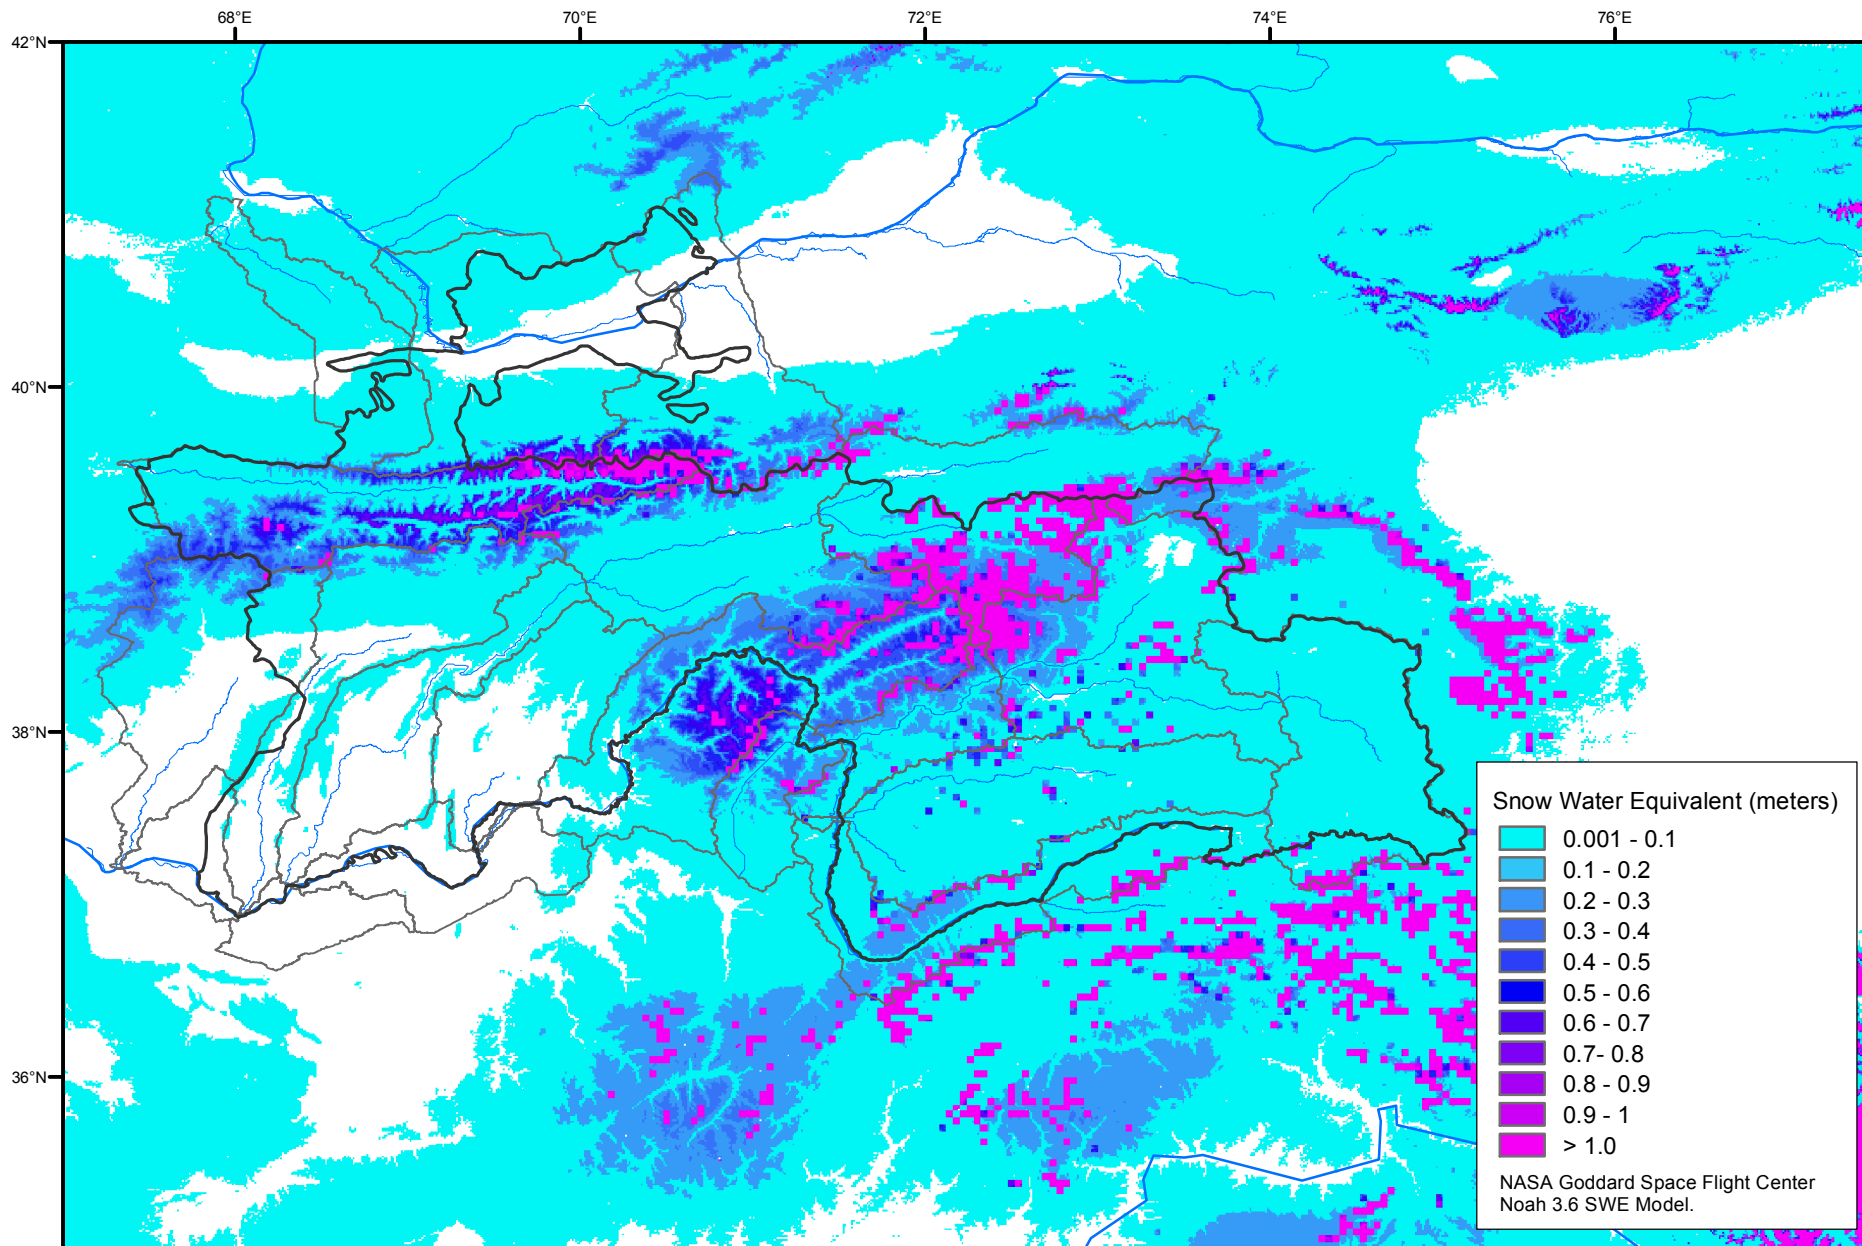 68°E
70°E
72°E
74°E
76°E
42°N
40°N
38°N
36°N
Snow Water Equivalent (meters)
0.001 - 0.1
0.1 - 0.2
0.2 - 0.3
0.3 - 0.4
0.4 - 0.5
0.5 - 0.6
0.6 - 0.7
0.7- 0.8
0.8 - 0.9
0.9 - 1
> 1.0
NASA Goddard Space Flight Center
Noah 3.6 SWE Model.